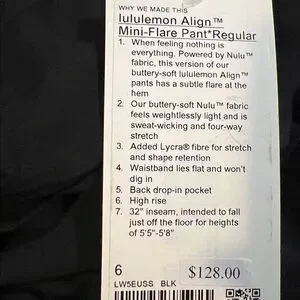 WHY WE MADE THIS
lululemon Align™
Mini-Flare Pant*Regular
1. When feeling nothing is
everything. Powered by Nulu™
fabric, this version of our
buttery-soft lululemon Align™
pants has a subtle flare at
the hem
2. Our buttery-soft Nulu™ fabric
feels weightlessly light and is
sweat-wicking and four-way
stretch
3. Added Lycra® fibre for stretch
and shape retention
4. Waistband lies flat and won't
dig in
5. Back drop-in pocket
6. High rise
7. 32" inseam, intended to fall
just off the floor for heights
of 5'5"-5'8"
6
$128.00
LW5EUSS BLK